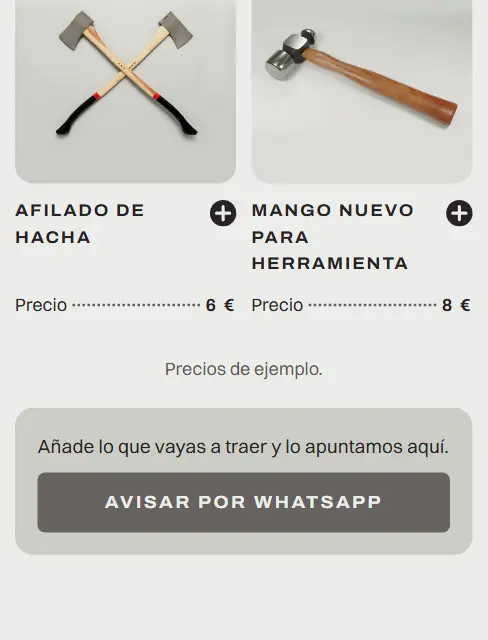 AFILADO DE
HACHA
Precio 6 €
MANGO NUEVO
PARA
HERRAMIENTA
Precio 8 €
Precios de ejemplo.
Añade lo que vayas a traer y lo apuntamos aquí.
AVISAR POR WHATSAPP